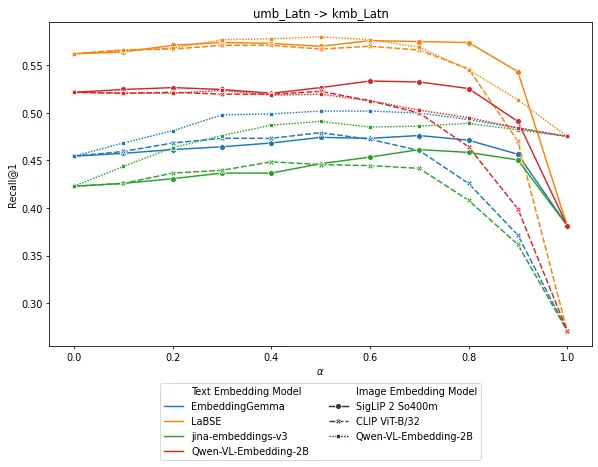 umb_Latn -> kmb_Latn
Recall@1
0.55
0.50
0.45
0.40
0.35
0.30
0.0 0.2 0.4 0.6 0.8 1.0
α
Text Embedding Model
EmbeddingGemma
LaBSE
jina-embeddings-v3
Qwen-VL-Embedding-2B
Image Embedding Model
SigLIP 2 So400m
CLIP ViT-B/32
Qwen-VL-Embedding-2B